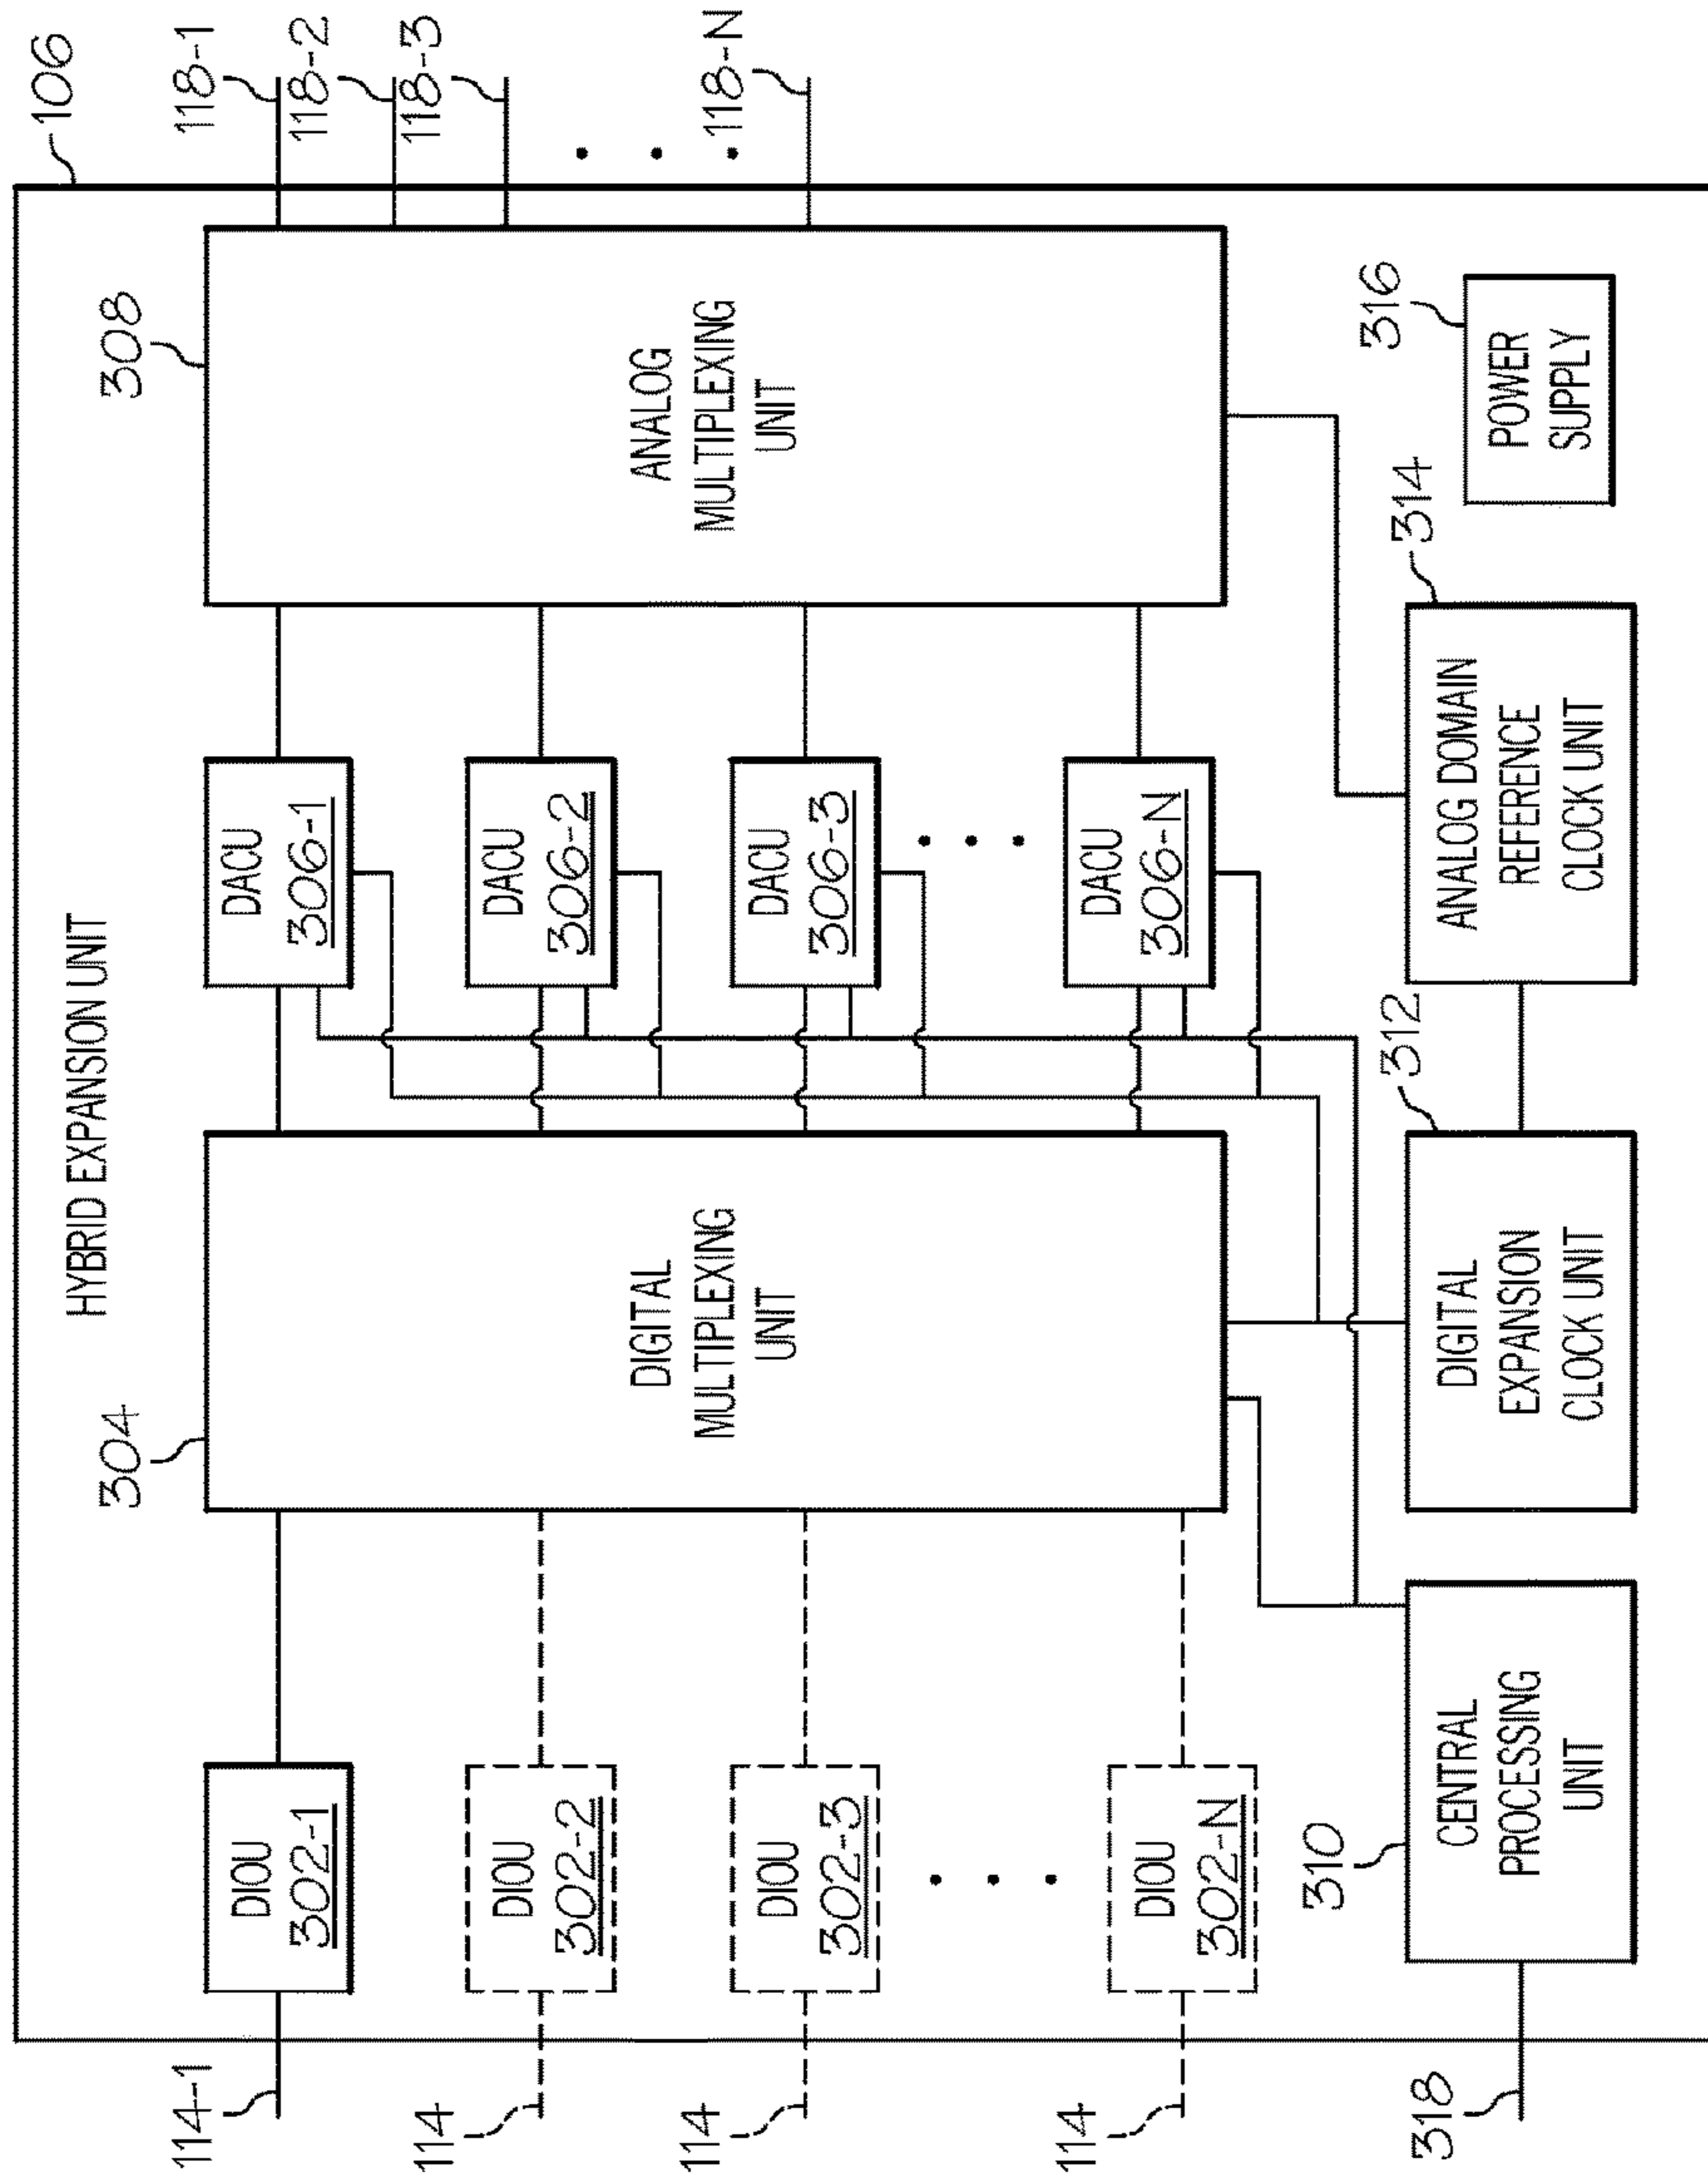 HYBRID EXPANSION UNIT
106
304
308
114-1
DIOU
302-1
DACU
306-1
118-1
118-2
118-3
118-N
114
DIOU
302-2
DACU
306-2
DIGITAL
MULTIPLEXING
UNIT
ANALOG
MULTIPLEXING
UNIT
114
DIOU
302-3
DACU
306-3
114
DIOU
302-N
DACU
306-N
310
312
314
316
318
CENTRAL
PROCESSING
UNIT
DIGITAL
EXPANSION
CLOCK UNIT
ANALOG DOMAIN
REFERENCE
CLOCK UNIT
POWER
SUPPLY